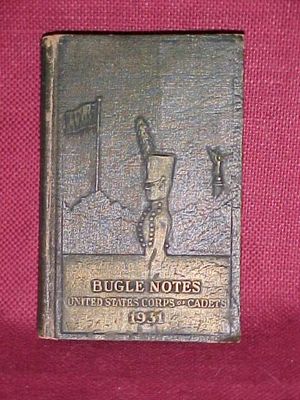 BUGLE NOTES
UNITED STATES CORPS OF CADETS
1931